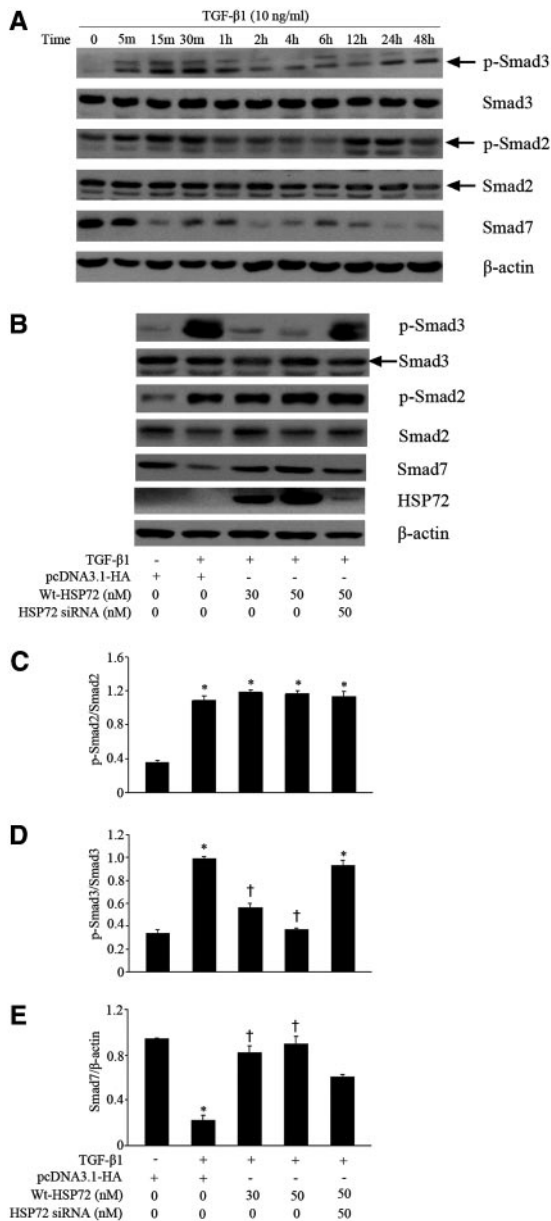 A
TGF-β1 (10 ng/ml)
Time 0 5m 15m 30m 1h 2h 4h 6h 12h 24h 48h
p-Smad3
Smad3
p-Smad2
Smad2
Smad7
β-actin
B
p-Smad3
Smad3
p-Smad2
Smad2
Smad7
HSP72
β-actin
TGF-β1 - + + + +
pcDNA3.1-HA + + - - -
Wt-HSP72 (nM) 0 0 30 50 50
HSP72 siRNA (nM) 0 0 0 0 50
C
p-Smad2/Smad2
1.6
1.2
0.8
0.4
0
* * * *
D
p-Smad3/Smad3
1.2
1.0
0.8
0.6
0.4
0.2
0
* † † *
E
Smad7/β-actin
1.2
0.8
0.4
0
* † †
TGF-β1 - + + + +
pcDNA3.1-HA + + - - -
Wt-HSP72 (nM) 0 0 30 50 50
HSP72 siRNA (nM) 0 0 0 0 50